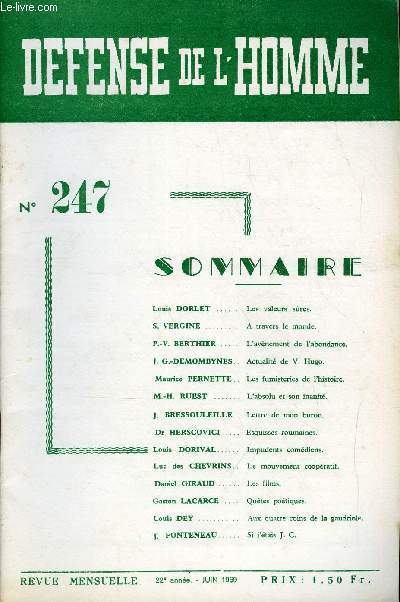 Le-livre.com
DEFENSE DE L'HOMME
N° 247
SOMMAIRE
Louis DORLET ...... Les valeurs sûres.
S. VERGINE ........ A travers le monde.
P.-V. BERTHIER .... L'avènement de l'abondance.
J. G.-DEMOMBYNES .. Actualité de V. Hugo.
Maurice PERNETTE .. Les fumisteries de l'histoire.
M.-H. RUEST ....... L'absolu et son inanité.
J. BRESSOULEILLE Lettre de mon buron.
Dr HERSCOVICI .... Esquisses roumaines.
Louis DORIVAL ...... Impudents comédiens.
Luc des CHEVRINS .. Le mouvement coopératif.
Daniel GIRAUD ..... Les films.
Gaston LACARCE .... Quêtes poétiques.
Louis DEY .......... Aux quatre coins de la gaudriole.
J. FONTENEAU ...... Si j'étais J. C.
REVUE MENSUELLE 22e année. - JUIN 1969 PRIX : 1,50 Fr.